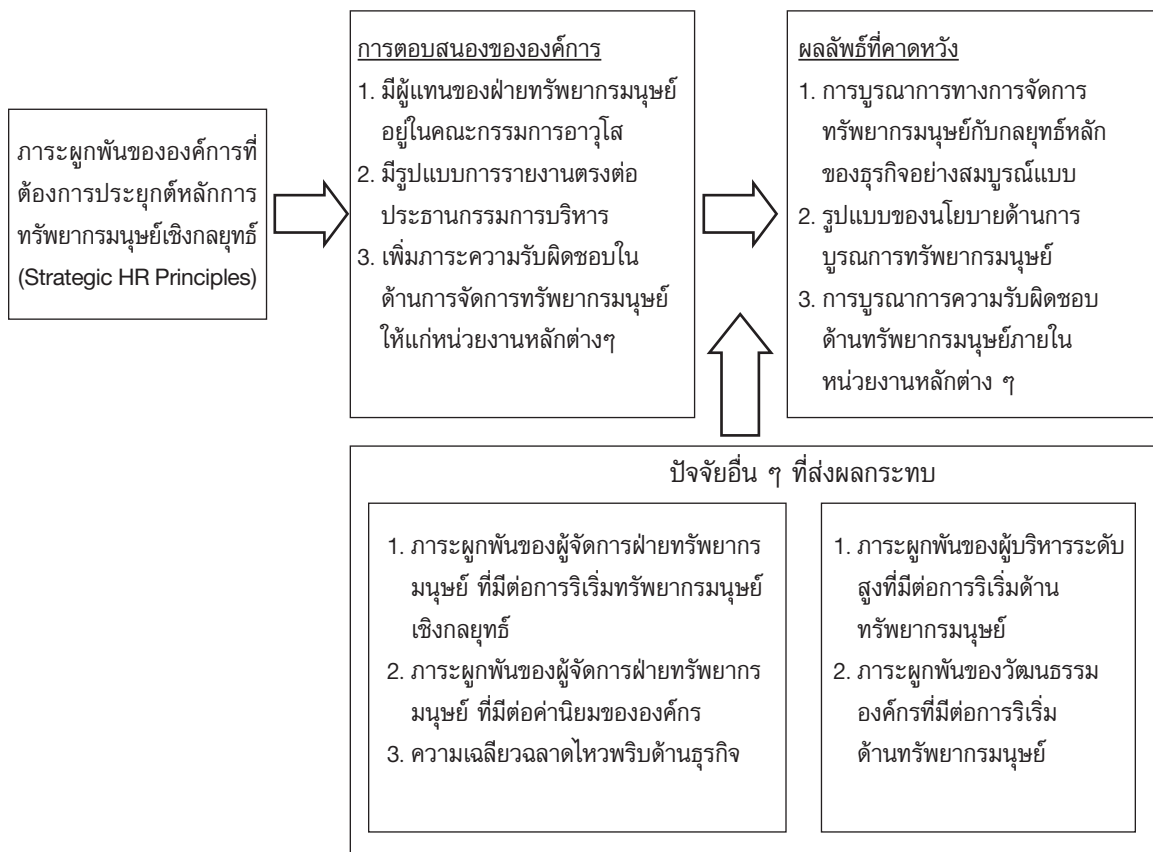 ภาระผูกพันขององค์การที่
ต้องการประยุกต์หลักการ
ทรัพยากรมนุษย์เชิงกลยุทธ์
(Strategic HR Principles)
การตอบสนองขององค์การ
1. มีผู้แทนของฝ่ายทรัพยากรมนุษย์
อยู่ในคณะกรรมการอาวุโส
2. มีรูปแบบการรายงานตรงต่อ
ประธานกรรมการบริหาร
3. เพิ่มภาระความรับผิดชอบใน
ด้านการจัดการทรัพยากรมนุษย์
ให้แก่หน่วยงานหลักต่างๆ
ผลลัพธ์ที่คาดหวัง
1. การบูรณาการทางการจัดการ
ทรัพยากรมนุษย์กับกลยุทธ์หลัก
ของธุรกิจอย่างสมบูรณ์แบบ
2. รูปแบบของนโยบายด้านการ
บูรณการทรัพยากรมนุษย์
3. การบูรณาการความรับผิดชอบ
ด้านทรัพยากรมนุษย์ภายใน
หน่วยงานหลักต่าง ๆ
ปัจจัยอื่น ๆ ที่ส่งผลกระทบ
1. ภาระผูกพันของผู้จัดการฝ่ายทรัพยากร
มนุษย์ ที่มีต่อการริเริ่มทรัพยากรมนุษย์
เชิงกลยุทธ์
2. ภาระผูกพันของผู้จัดการฝ่ายทรัพยากร
มนุษย์ ที่มีต่อค่านิยมขององค์กร
3. ความเฉลียวฉลาดไหวพริบด้านธุรกิจ
1. ภาระผูกพันของผู้บริหารระดับ
สูงที่มีต่อการริเริ่มด้าน
ทรัพยากรมนุษย์
2. ภาระผูกพันของวัฒนธรรม
องค์กรที่มีต่อการริเริ่ม
ด้านทรัพยากรมนุษย์